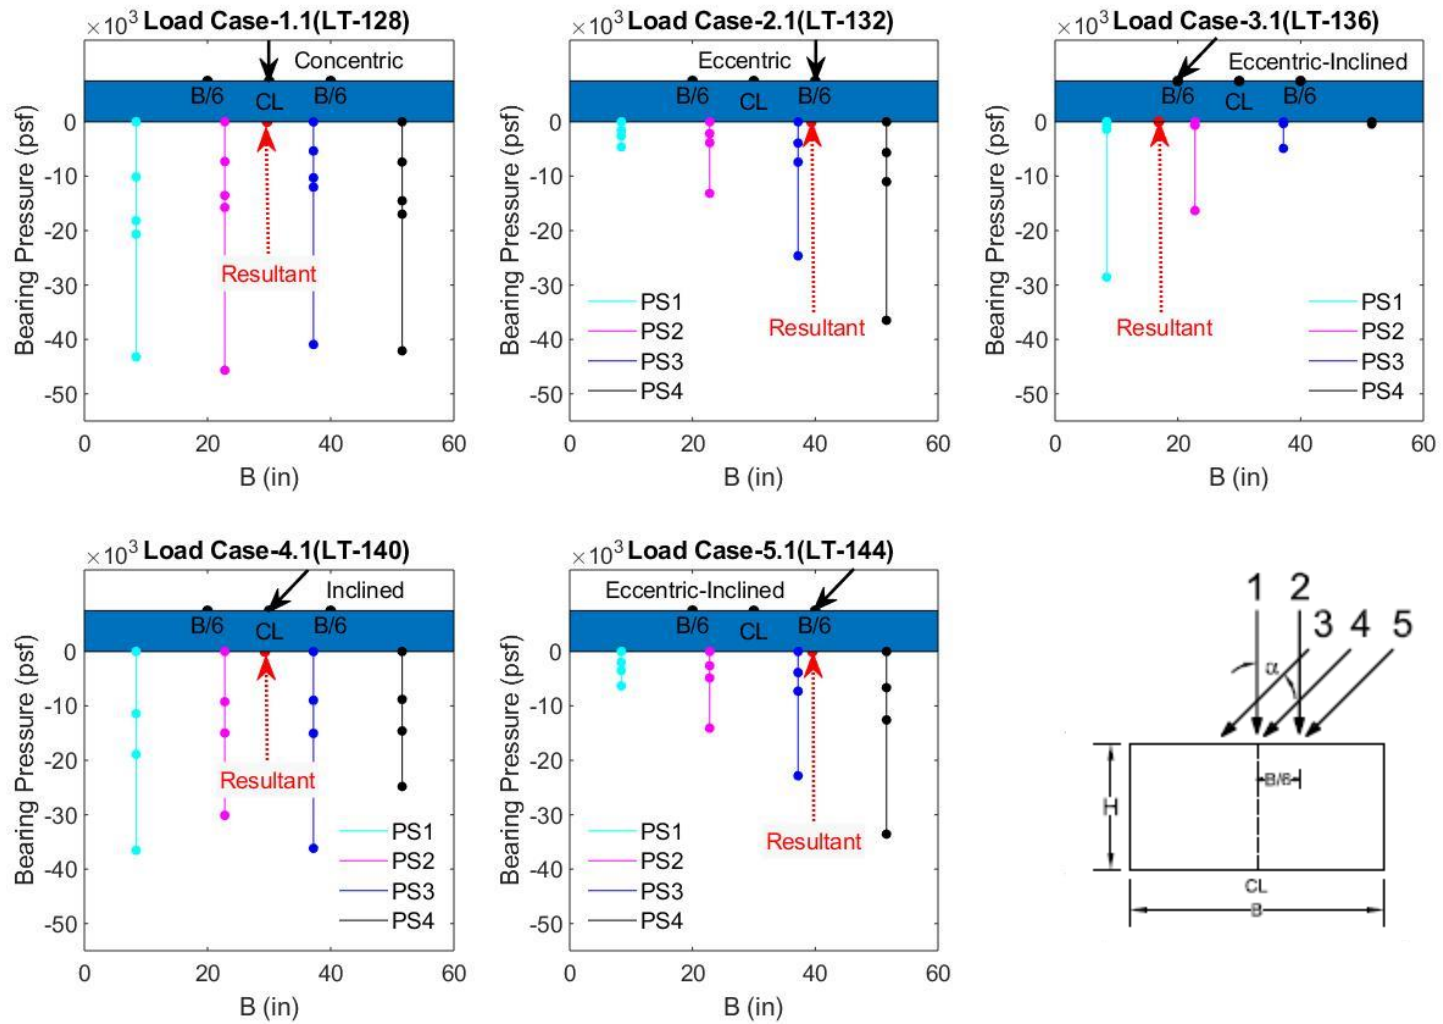 ×10³ Load Case-1.1(LT-128)
Concentric
B/6 CL B/6
0
-10
-20
-30
-40
-50
Bearing Pressure (psf)
Resultant
0 20 40 60
B (in)
×10³ Load Case-2.1(LT-132)
Eccentric
B/6 CL B/6
0
-10
-20
-30
-40
-50
Bearing Pressure (psf)
Resultant
PS1
PS2
PS3
PS4
0 20 40 60
B (in)
×10³ Load Case-3.1(LT-136)
Eccentric-Inclined
B/6 CL B/6
0
-10
-20
-30
-40
-50
Bearing Pressure (psf)
Resultant
PS1
PS2
PS3
PS4
0 20 40 60
B (in)
×10³ Load Case-4.1(LT-140)
Inclined
B/6 CL B/6
0
-10
-20
-30
-40
-50
Bearing Pressure (psf)
Resultant
PS1
PS2
PS3
PS4
0 20 40 60
B (in)
×10³ Load Case-5.1(LT-144)
Eccentric-Inclined
B/6 CL B/6
0
-10
-20
-30
-40
-50
Bearing Pressure (psf)
Resultant
PS1
PS2
PS3
PS4
0 20 40 60
B (in)
1 2 3 4 5
α
B/6
H
CL
B